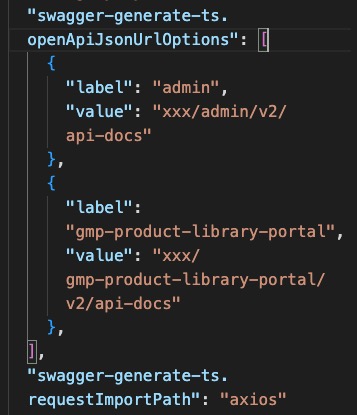 "swagger-generate-ts.
openApiJsonUrlOptions": [
{
"label": "admin",
"value": "xxx/admin/v2/
api-docs"
},
{
"label":
"gmp-product-library-portal",
"value": "xxx/
gmp-product-library-portal/
v2/api-docs"
},
],
"swagger-generate-ts.
requestImportPath": "axios"